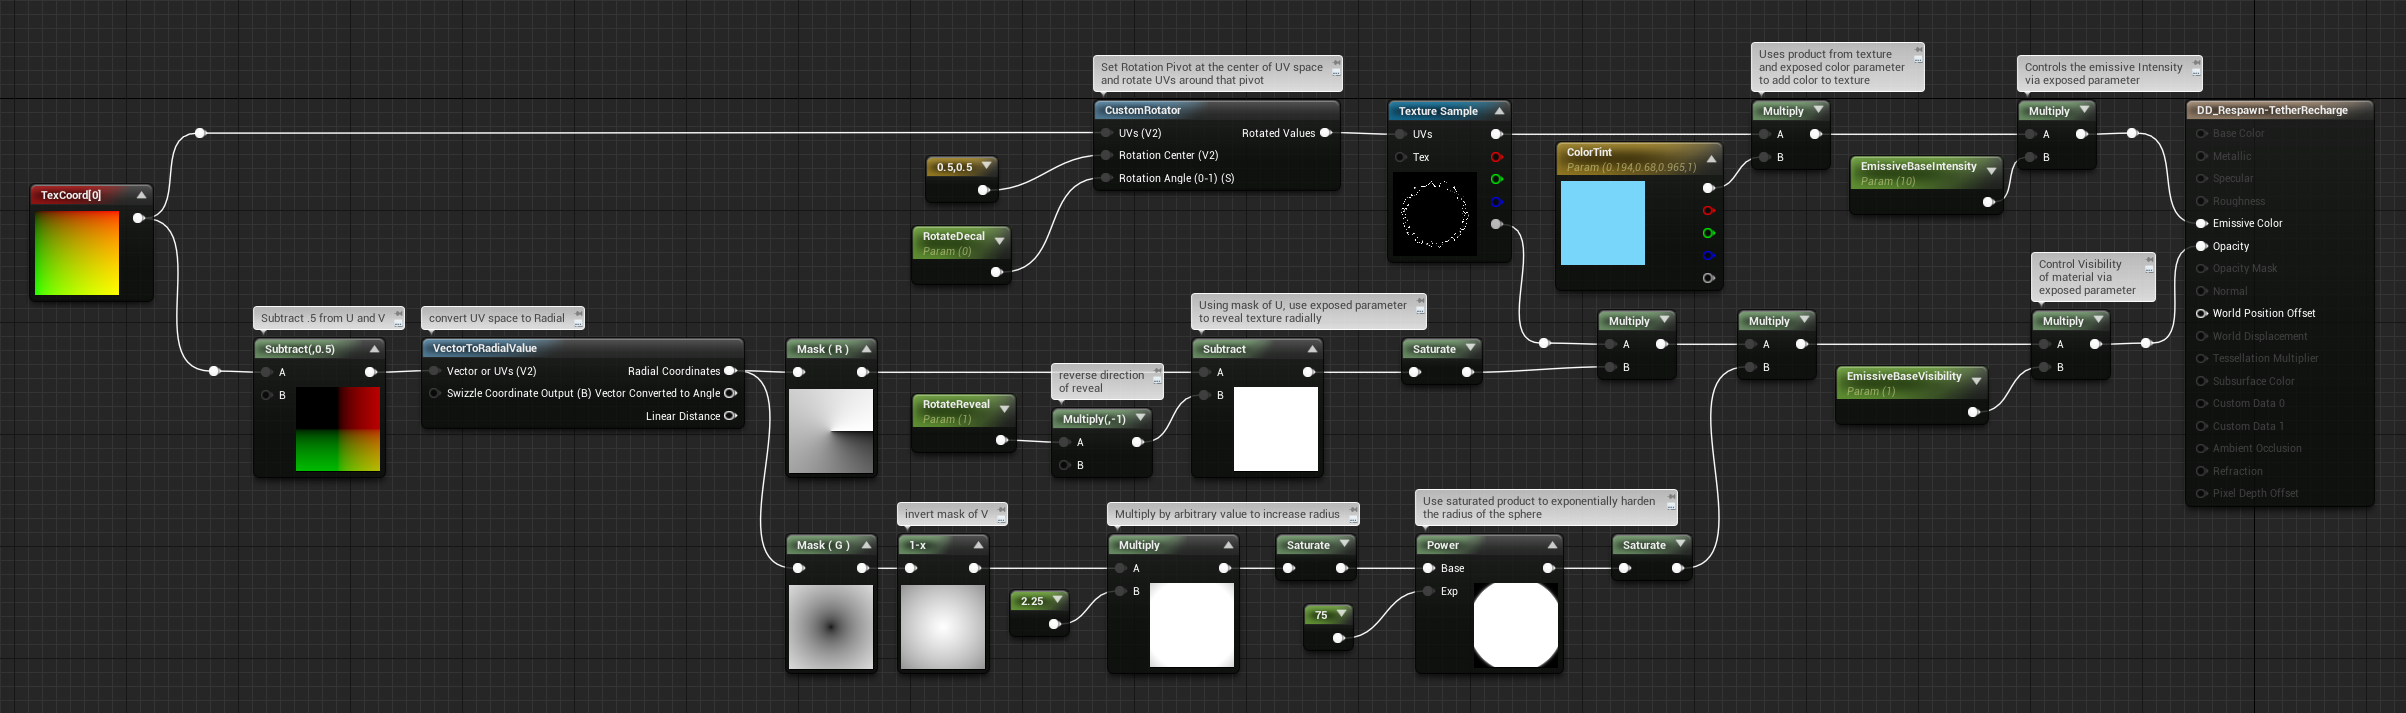 TexCoord[0]
Subtract .5 from U and V
Subtract(,0.5)
A
B
convert UV space to Radial
VectorToRadialValue
Vector or UVs (V2)
Radial Coordinates
Swizzle Coordinate Output (B)
Vector Converted to Angle
Linear Distance
Mask ( R )
Mask ( G )
invert mask of V
1-x
0.5,0.5
RotateDecal
Param (0)
Set Rotation Pivot at the center of UV space
and rotate UVs around that pivot
CustomRotator
UVs (V2)
Rotated Values
Rotation Center (V2)
Rotation Angle (0-1) (S)
RotateReveal
Param (1)
reverse direction
of reveal
Multiply(,-1)
A
B
Using mask of U, use exposed parameter
to reveal texture radially
Subtract
A
B
Saturate
2.25
Multiply by arbitrary value to increase radius
Multiply
A
B
Saturate
75
Use saturated product to exponentially harden
the radius of the sphere
Power
Base
Exp
Saturate
Texture Sample
UVs
Tex
ColorTint
Param (0.194,0.68,0.965,1)
Multiply
A
B
Multiply
A
B
Uses product from texture
and exposed color parameter
to add color to texture
Multiply
A
B
EmissiveBaseIntensity
Param (10)
Controls the emissive Intensity
via exposed parameter
Multiply
A
B
EmissiveBaseVisibility
Param (1)
Control Visibility
of material via
exposed parameter
Multiply
A
B
DD_Respawn-TetherRecharge
Base Color
Metallic
Specular
Roughness
Emissive Color
Opacity
Opacity Mask
Normal
World Position Offset
World Displacement
Tessellation Multiplier
Subsurface Color
Custom Data 0
Custom Data 1
Ambient Occlusion
Refraction
Pixel Depth Offset